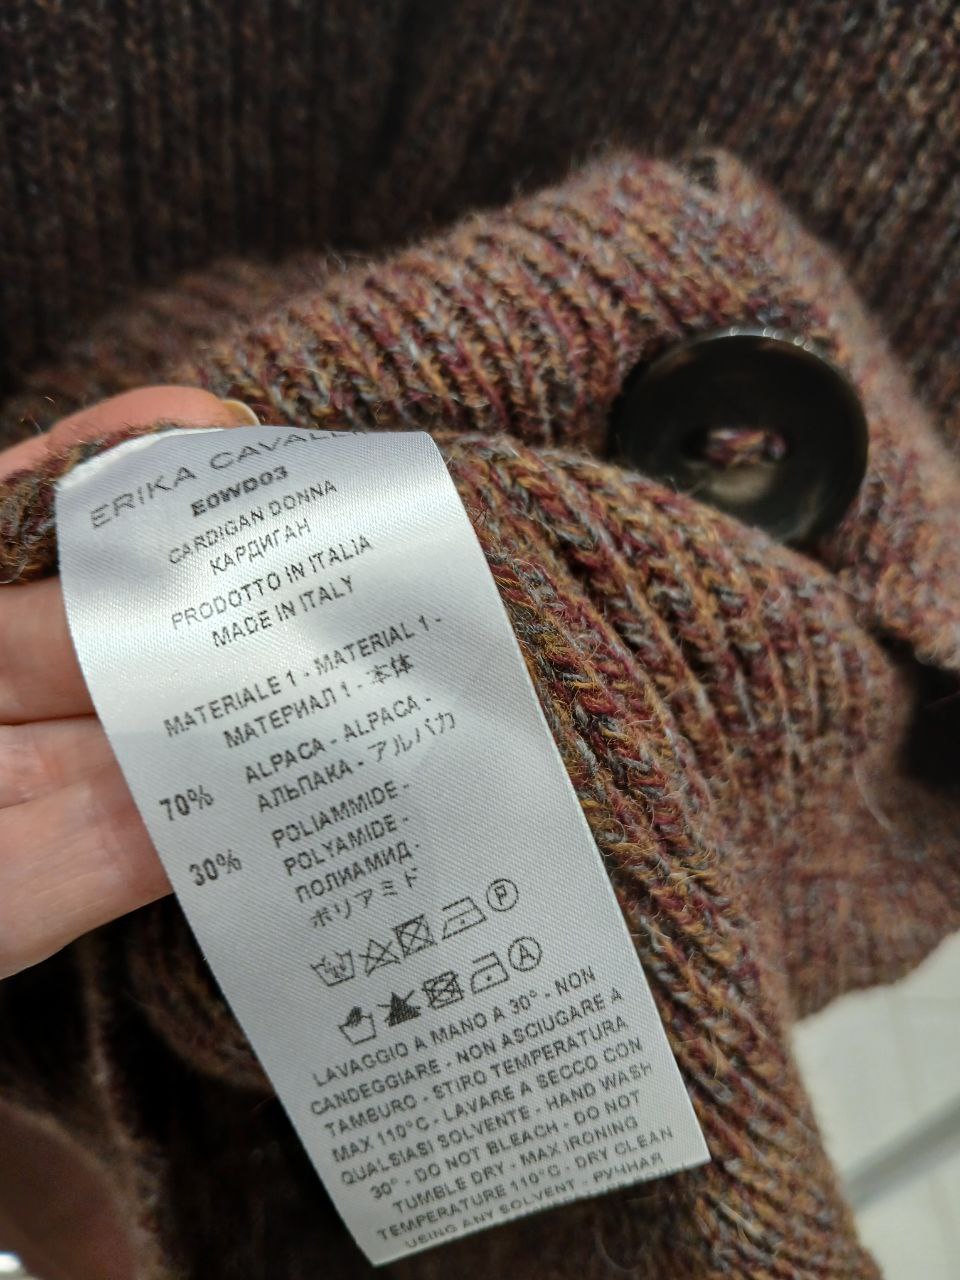 ERIKA CAVALLINI
E0WD03
CARDIGAN DONNA
КАРДИГАН
PRODOTTO IN ITALIA
MADE IN ITALY
MATERIALE 1 - MATERIAL 1 -
МАТЕРИАЛ 1 - 本体
70% ALPACA - ALPACA -
АЛЬПАКА - アルパカ
30% POLIAMMIDE -
POLYAMIDE -
ПОЛИАМИД -
ポリアミド
P
A
LAVAGGIO A MANO A 30° - NON
CANDEGGIARE - NON ASCIUGARE A
TAMBURO - STIRO TEMPERATURA
MAX 110°C - LAVARE A SECCO CON
QUALSIASI SOLVENTE - HAND WASH
30° - DO NOT BLEACH - DO NOT
TUMBLE DRY - MAX IRONING
TEMPERATURE 110°C - DRY CLEAN
USING ANY SOLVENT - РУЧНАЯ